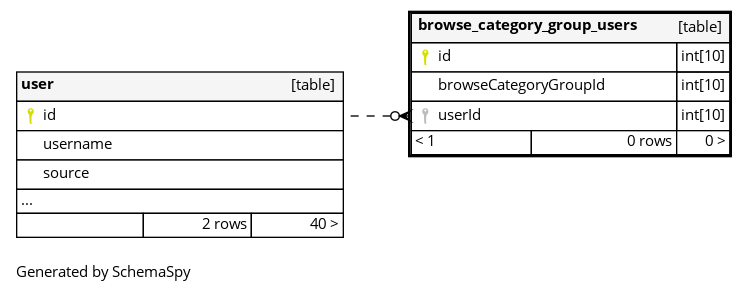 user [table]
id
username
source
...
2 rows 40 >
browse_category_group_users [table]
id int[10]
browseCategoryGroupId int[10]
userId int[10]
< 1 0 rows 0 >
Generated by SchemaSpy